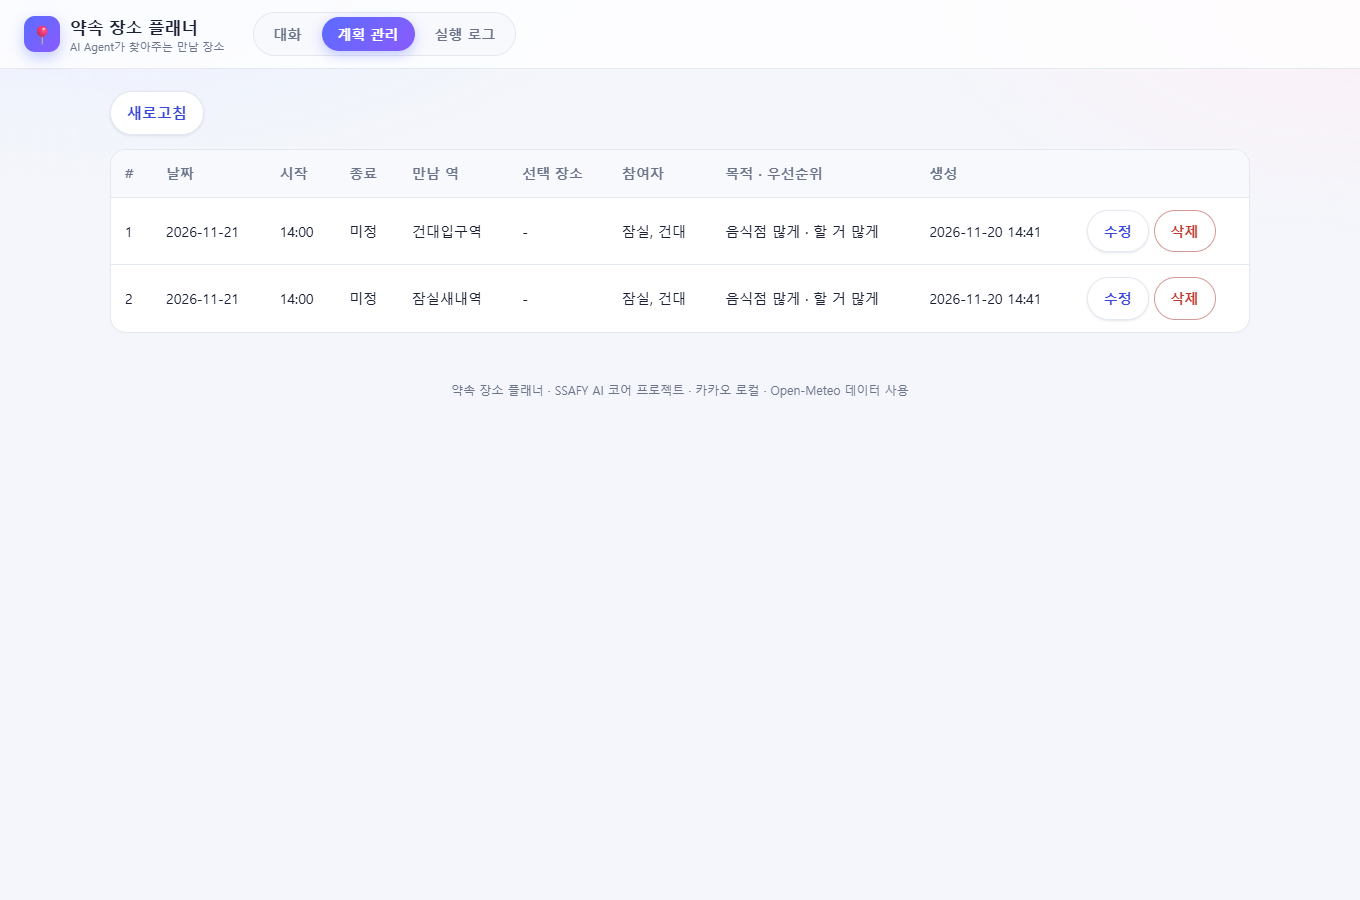 약속 장소 플래너
AI Agent가 찾아주는 만남 장소
대화 계획 관리 실행 로그
새로고침
# 날짜 시작 종료 만남 역 선택 장소 참여자 목적 · 우선순위 생성
1 2026-11-21 14:00 미정 건대입구역 - 잠실, 건대 음식점 많게 · 할 거 많게 2026-11-20 14:41 수정 삭제
2 2026-11-21 14:00 미정 잠실새내역 - 잠실, 건대 음식점 많게 · 할 거 많게 2026-11-20 14:41 수정 삭제
약속 장소 플래너 · SSAFY AI 코어 프로젝트 · 카카오 로컬 · Open-Meteo 데이터 사용